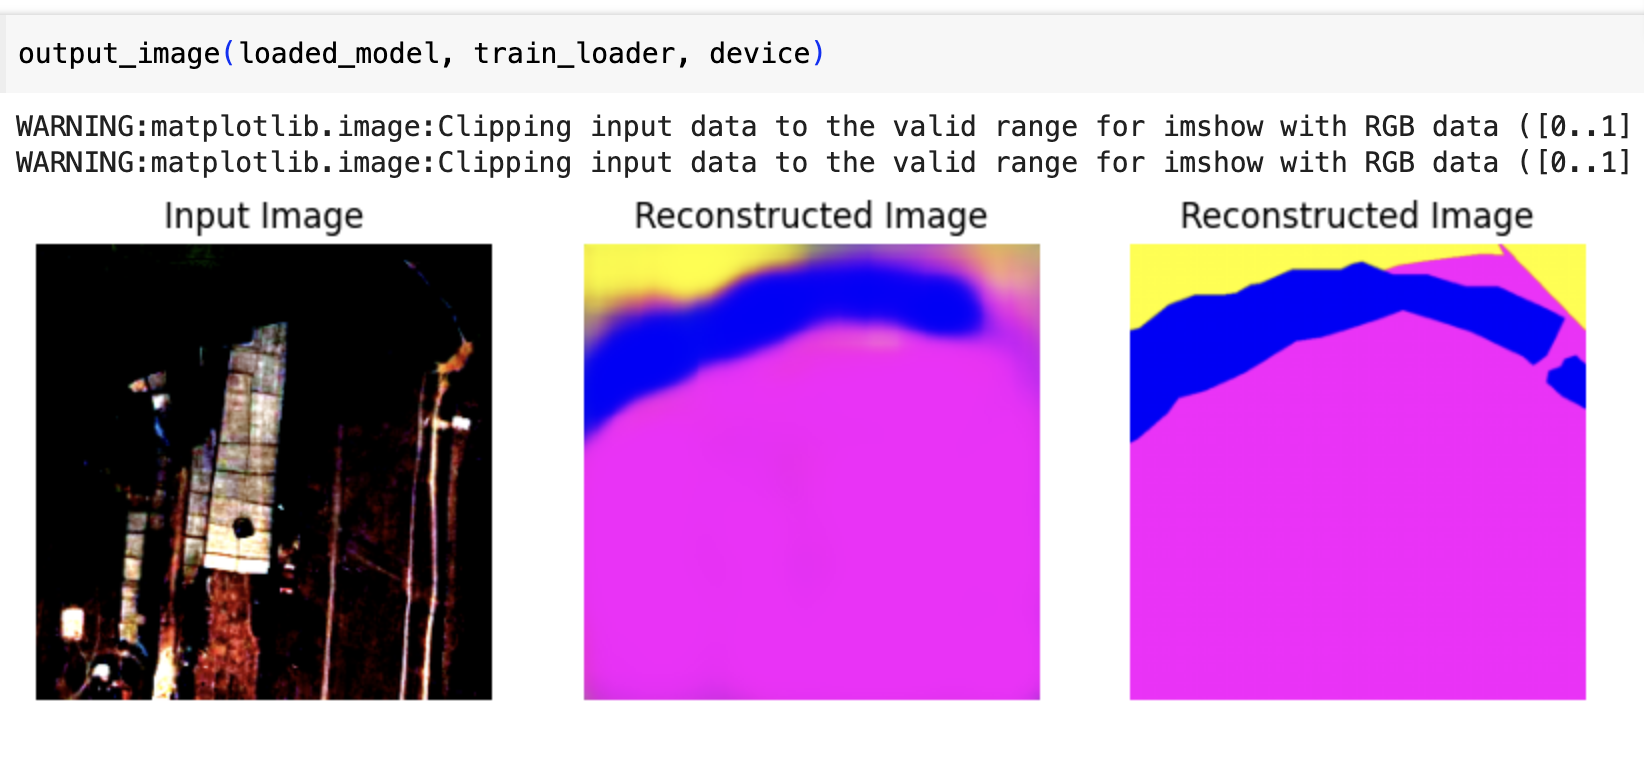 output_image(loaded_model, train_loader, device)
WARNING:matplotlib.image:Clipping input data to the valid range for imshow with RGB data ([0..1]
WARNING:matplotlib.image:Clipping input data to the valid range for imshow with RGB data ([0..1]
Input Image
Reconstructed Image
Reconstructed Image